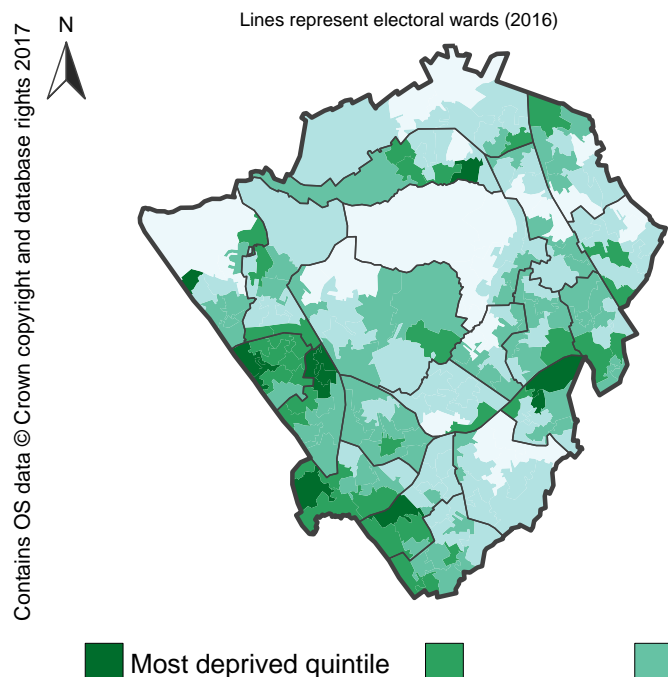 Lines represent electoral wards (2016)
N
Contains OS data © Crown copyright and database rights 2017
Most deprived quintile